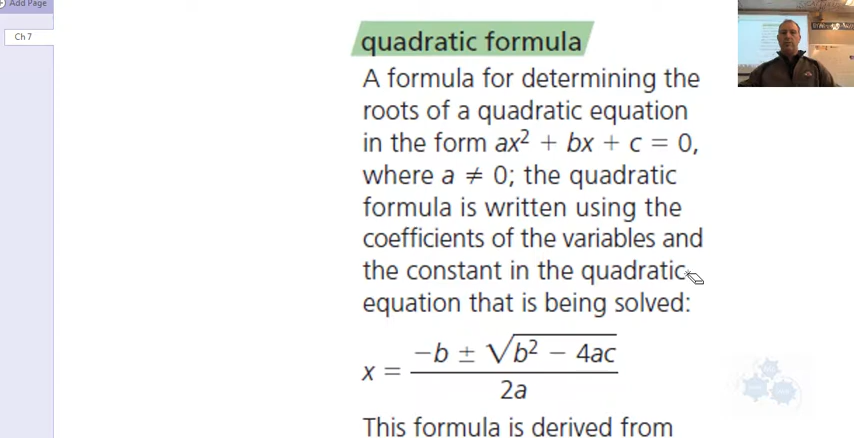 Add Page
Ch 7
quadratic formula
A formula for determining the
roots of a quadratic equation
in the form ax² + bx + c = 0,
where a ≠ 0; the quadratic
formula is written using the
coefficients of the variables and
the constant in the quadratic
equation that is being solved:
x = (−b ± √(b² − 4ac)) / 2a
This formula is derived from